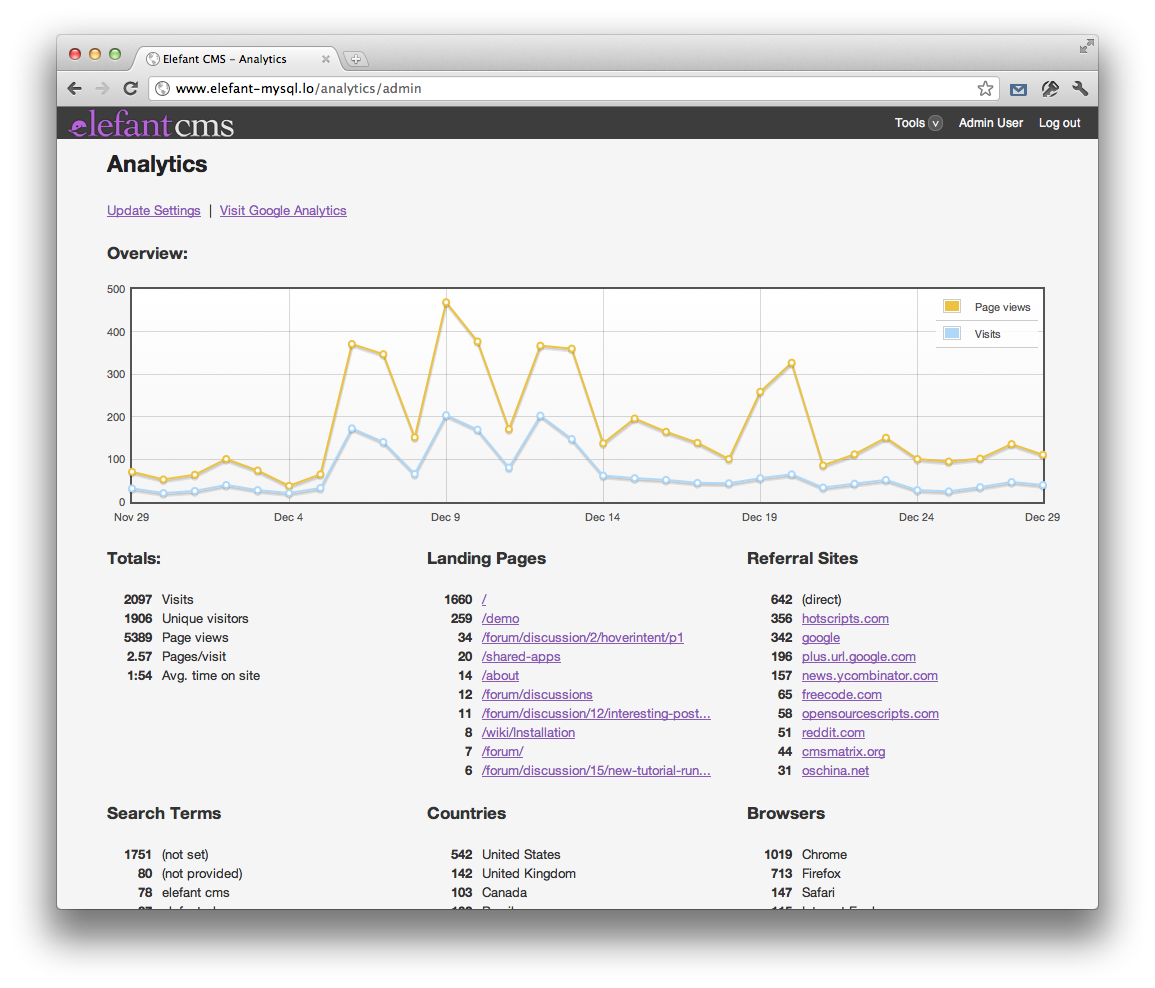 Elefant CMS – Analytics
www.elefant-mysql.lo/analytics/admin
elefantcms
Tools v Admin User Log out
Analytics
Update Settings | Visit Google Analytics
Overview:
500
400
300
200
100
0
Page views
Visits
Nov 29 Dec 4 Dec 9 Dec 14 Dec 19 Dec 24 Dec 29
Totals:
2097 Visits
1906 Unique visitors
5389 Page views
2.57 Pages/visit
1:54 Avg. time on site
Landing Pages
1660 /
259 /demo
34 /forum/discussion/2/hoverintent/p1
20 /shared-apps
14 /about
12 /forum/discussions
11 /forum/discussion/12/interesting-post...
8 /wiki/Installation
7 /forum/
6 /forum/discussion/15/new-tutorial-run...
Referral Sites
642 (direct)
356 hotscripts.com
342 google
196 plus.url.google.com
157 news.ycombinator.com
65 freecode.com
58 opensourcescripts.com
51 reddit.com
44 cmsmatrix.org
31 oschina.net
Search Terms
1751 (not set)
80 (not provided)
78 elefant cms
Countries
542 United States
142 United Kingdom
103 Canada
Browsers
1019 Chrome
713 Firefox
147 Safari